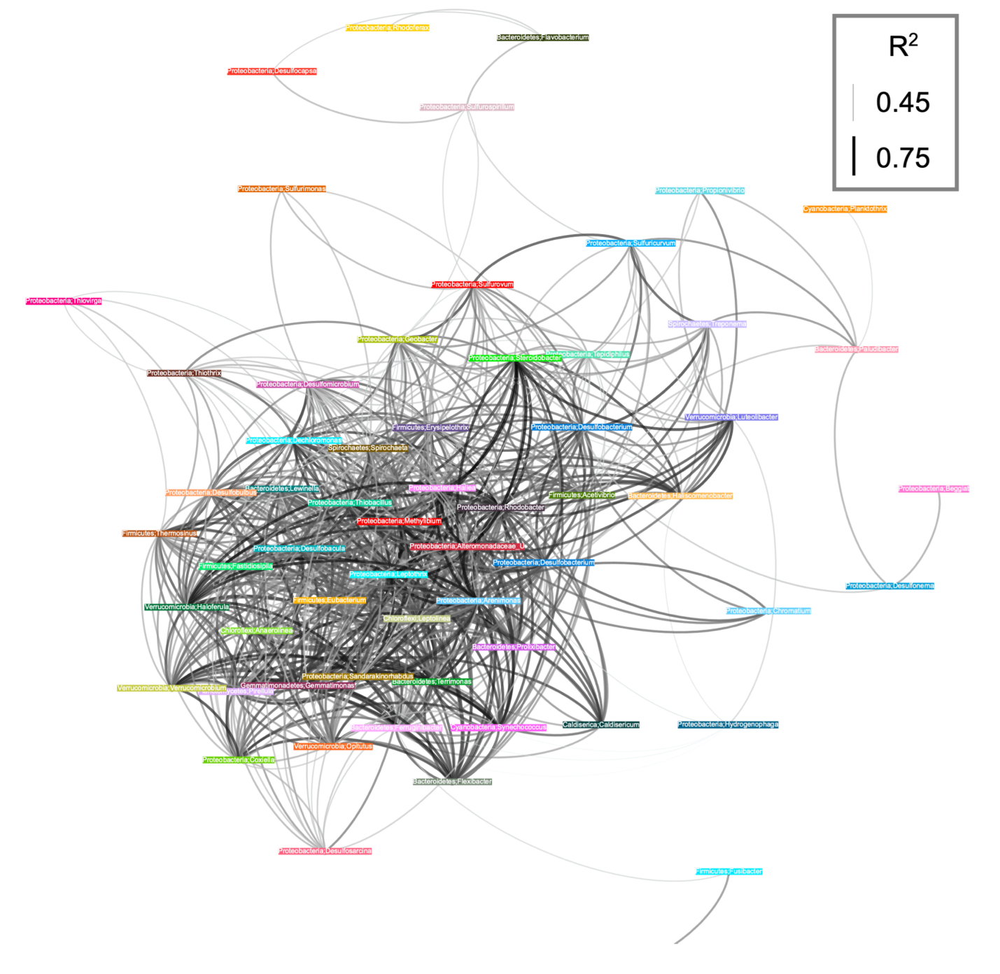 Proteobacteria;Rhodoferax
Bacteroidetes;Flavobacterium
R2
Proteobacteria;Desulfocapsa
0.45
Proteobacteria;Sulfurospirillum
0.75
Proteobacteria;Sulfurimonas
Proteobacteria;Propionivibrio
Cyanobacteria;Planktothrix
Proteobacteria;Sulfuricurvum
Proteobacteria;Sulfurovum
Proteobacteria;Thiovirga
Spirochaetes;Treponema
Proteobacteria;Geobacter
Bacteroidetes;Paludibacter
Proteobacteria;Steroidobacter
Proteobacteria;Tepidiphilus
Proteobacteria;Thiothrix
Proteobacteria;Desulfomicrobium
Verrucomicrobia;Luteolibacter
Firmicutes;Erysipelothrix
Proteobacteria;Desulfobacterium
Proteobacteria;Dechloromonas
Spirochaetes;Spirochaeta
Bacteroidetes;Lewinella
Proteobacteria;Haliea
Proteobacteria;Beggiat
Proteobacteria;Desulfobulbus
Firmicutes;Acetivibrio
Bacteroidetes;Haliscomenobacter
Proteobacteria;Thiobacillus
Proteobacteria;Rhodobacter
Proteobacteria;Methylibium
Firmicutes;Thermosinus
Proteobacteria;Alteromonadaceae_U
Proteobacteria;Desulfobacula
Proteobacteria;Desulfobacterium
Firmicutes;Fastidiosipila
Proteobacteria;Leptothrix
Proteobacteria;Desulfonema
Firmicutes;Eubacterium
Proteobacteria;Arenimonas
Verrucomicrobia;Haloferula
Proteobacteria;Chromatium
Chloroflexi;Leptolinea
Chloroflexi;Anaerolinea
Bacteroidetes;Prolixibacter
Proteobacteria;Sandarakinorhabdus
Bacteroidetes;Terrimonas
Gemmatimonadetes;Gemmatimonas
Verrucomicrobia;Verrucomicrobium
Planctomycetes;Pirellula
Bacteroidetes;Ferruginibacter
Cyanobacteria;Synechococcus
Caldiserica;Caldisericum
Proteobacteria;Hydrogenophaga
Verrucomicrobia;Opitutus
Proteobacteria;Coxiella
Bacteroidetes;Flexibacter
Proteobacteria;Desulfosarcina
Firmicutes;Fusibacter